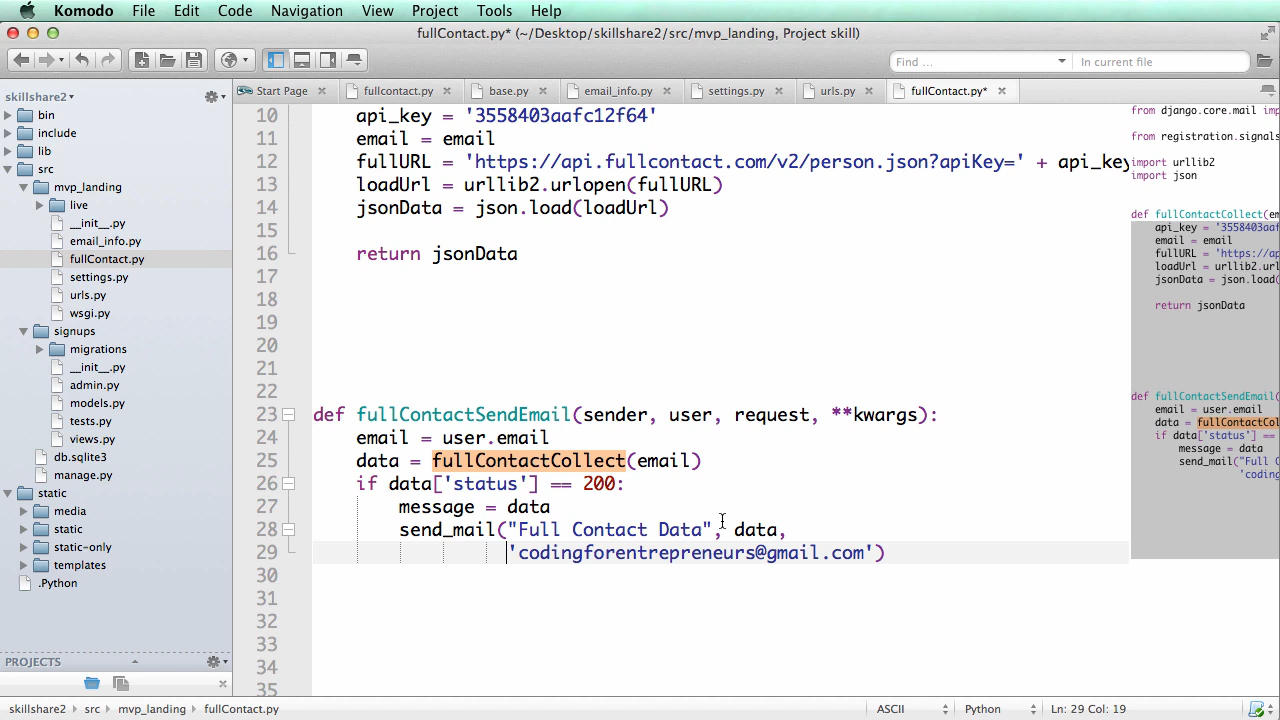 Komodo File Edit Code Navigation View Project Tools Help
fullContact.py* (~/Desktop/skillshare2/src/mvp_landing, Project skill)
Find ... In current file
skillshare2
Start Page fullcontact.py base.py email_info.py settings.py urls.py fullContact.py*
bin
include
lib
src
mvp_landing
live
__init__.py
email_info.py
fullContact.py
settings.py
urls.py
wsgi.py
signups
migrations
__init__.py
admin.py
models.py
tests.py
views.py
db.sqlite3
manage.py
static
media
static
static-only
templates
.Python
PROJECTS
10 api_key = '3558403aafc12f64'
11 email = email
12 fullURL = 'https://api.fullcontact.com/v2/person.json?apiKey=' + api_key
13 loadUrl = urllib2.urlopen(fullURL)
14 jsonData = json.load(loadUrl)
15
16 return jsonData
17
18
19
20
21
22
23 def fullContactSendEmail(sender, user, request, **kwargs):
24 email = user.email
25 data = fullContactCollect(email)
26 if data['status'] == 200:
27 message = data
28 send_mail("Full Contact Data", data,
29 'codingforentrepreneurs@gmail.com')
30
31
32
33
34
35
from django.core.mail imp
from registration.signals
import urllib2
import json
def fullContactCollect(em
api_key = '3558403aaf
email = email
fullURL = 'https://ap
loadUrl = urllib2.url
jsonData = json.load(
return jsonData
def fullContactSendEmail(
email = user.email
data = fullContactCol
if data['status'] ==
message = data
send_mail("Full C
'coding
skillshare2 src mvp_landing fullContact.py
ASCII Python Ln: 29 Col: 19